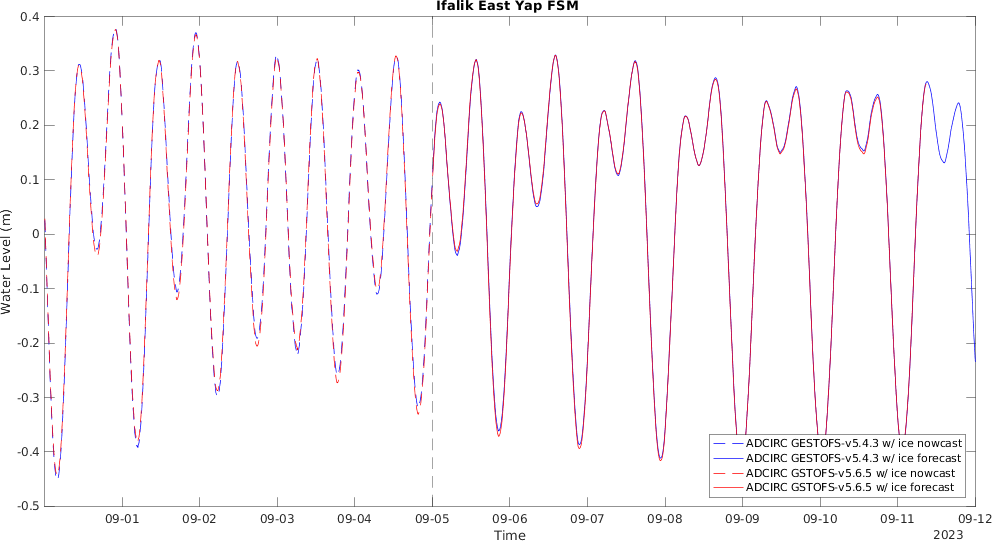 Ifalik East Yap FSM
Water Level (m)
0.4
0.3
0.2
0.1
0
-0.1
-0.2
-0.3
-0.4
-0.5
ADCIRC GESTOFS-v5.4.3 w/ ice nowcast
ADCIRC GESTOFS-v5.4.3 w/ ice forecast
ADCIRC GSTOFS-v5.6.5 w/ ice nowcast
ADCIRC GSTOFS-v5.6.5 w/ ice forecast
09-01 09-02 09-03 09-04 09-05 09-06 09-07 09-08 09-09 09-10 09-11 09-12
Time
2023